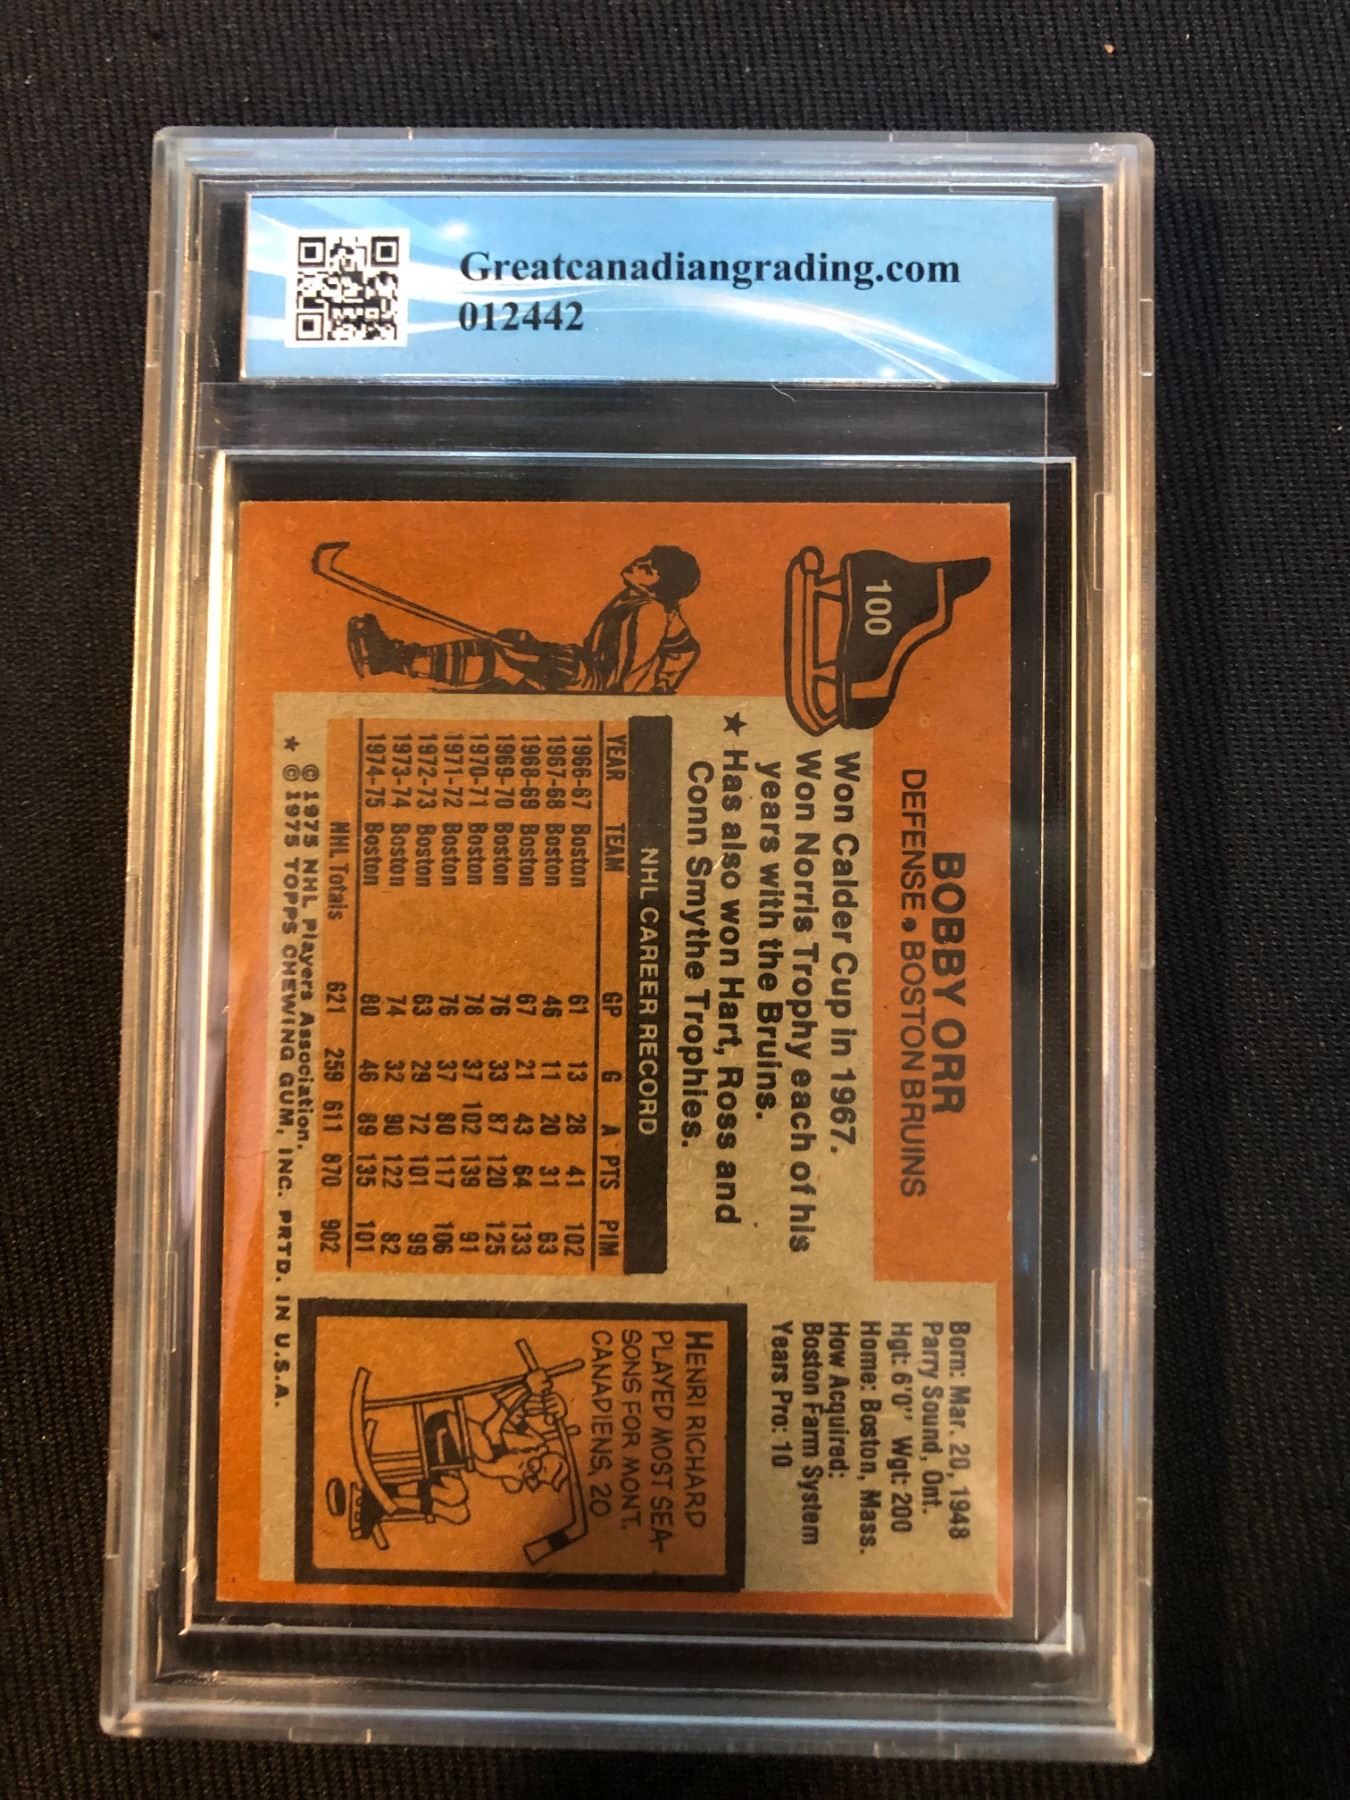 Greatcanadiangrading.com
012442
100
BOBBY ORR
DEFENSE • BOSTON BRUINS
Won Calder Cup in 1967.
Won Norris Trophy each of his
years with the Bruins.
★ Has also won Hart, Ross and
Conn Smythe Trophies.
Born: Mar. 20, 1948
Parry Sound, Ont.
Hgt: 6'0" Wgt: 200
Home: Boston, Mass.
How Acquired:
Boston Farm System
Years Pro: 10
NHL CAREER RECORD
YEAR TEAM GP G A PTS PIM
1966-67 Boston 61 13 28 41 102
1967-68 Boston 46 11 20 31 63
1968-69 Boston 67 21 43 64 133
1969-70 Boston 76 33 87 120 125
1970-71 Boston 78 37 102 139 91
1971-72 Boston 76 37 80 117 106
1972-73 Boston 63 29 72 101 99
1973-74 Boston 74 32 90 122 82
1974-75 Boston 80 46 89 135 101
NHL Totals 621 259 611 870 902
©1975 NHL Players Association.
* ©1975 TOPPS CHEWING GUM, INC. PRTD. IN U.S.A.
HENRI RICHARD
PLAYED MOST SEA-
SONS FOR MONT.
CANADIENS, 20